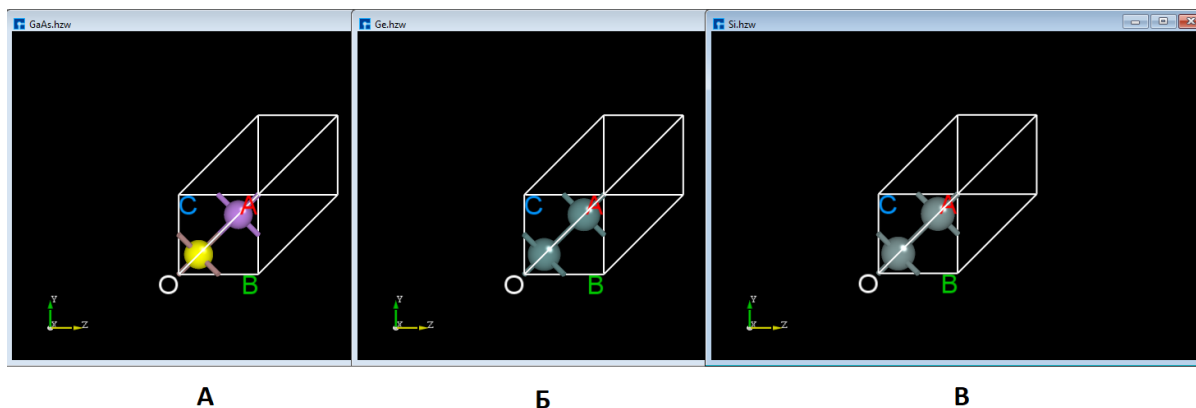 GaAs.hzw
Ge.hzw
Si.hzw
C A
O B
Y
X Z
C A
O B
Y
X Z
C A
O B
Y
X Z
А Б В